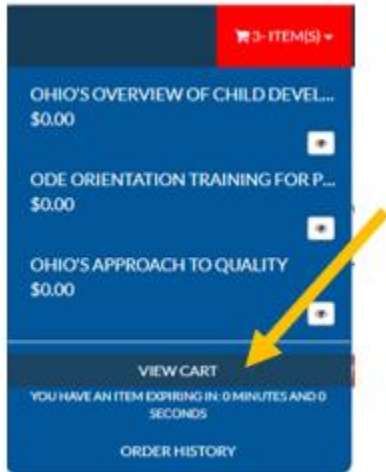 3- ITEM(S)
OHIO'S OVERVIEW OF CHILD DEVEL...
$0.00
ODE ORIENTATION TRAINING FOR P...
$0.00
OHIO'S APPROACH TO QUALITY
$0.00
VIEW CART
YOU HAVE AN ITEM EXPIRING IN: 0 MINUTES AND 0
SECONDS
ORDER HISTORY